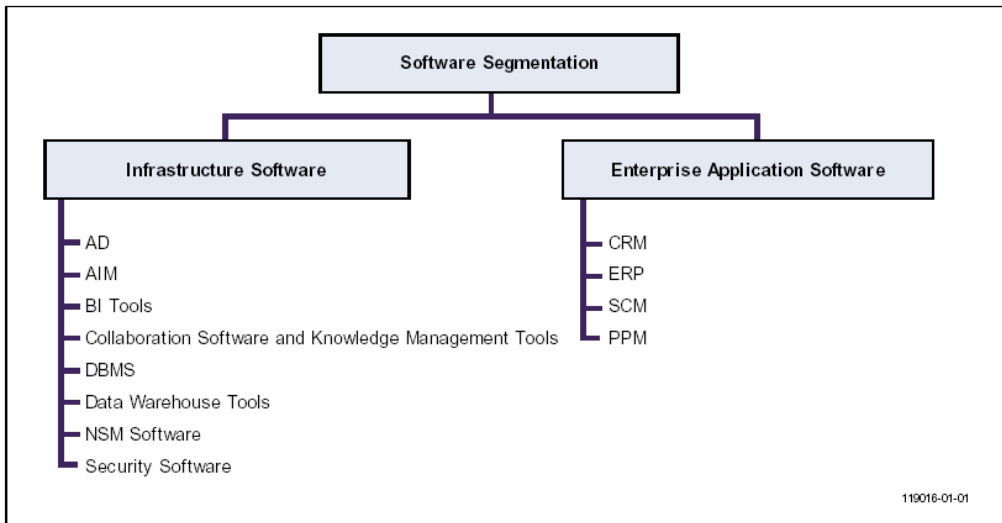 Software Segmentation
Infrastructure Software
AD
AIM
BI Tools
Collaboration Software and Knowledge Management Tools
DBMS
Data Warehouse Tools
NSM Software
Security Software
Enterprise Application Software
CRM
ERP
SCM
PPM
119016-01-01